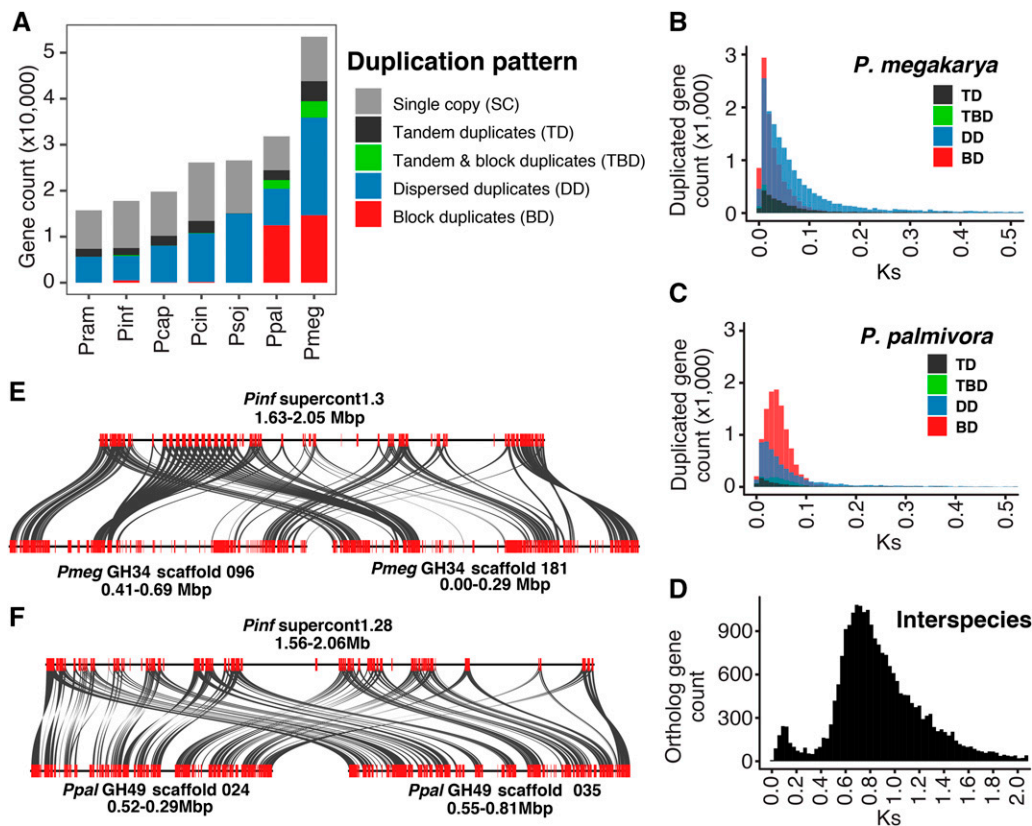 A
Gene count (x10,000)
5
4
3
2
1
0
Pram
Pinf
Pcap
Pcin
Psoj
Ppal
Pmeg
Duplication pattern
Single copy (SC)
Tandem duplicates (TD)
Tandem & block duplicates (TBD)
Dispersed duplicates (DD)
Block duplicates (BD)
B
P. megakarya
Duplicated gene
count (x1,000)
3
2
1
0
TD
TBD
DD
BD
0.0
0.1
0.2
0.3
0.4
0.5
Ks
C
P. palmivora
Duplicated gene
count (x1,000)
3
2
1
0
TD
TBD
DD
BD
0.0
0.1
0.2
0.3
0.4
0.5
Ks
D
Interspecies
Ortholog gene
count
900
600
300
0
0.0
0.2
0.4
0.6
0.8
1.0
1.2
1.4
1.6
1.8
2.0
Ks
E
Pinf supercont1.3
1.63-2.05 Mbp
Pmeg GH34 scaffold 096
0.41-0.69 Mbp
Pmeg GH34 scaffold 181
0.00-0.29 Mbp
F
Pinf supercont1.28
1.56-2.06Mb
Ppal GH49 scaffold 024
0.52-0.29Mbp
Ppal GH49 scaffold 035
0.55-0.81Mbp